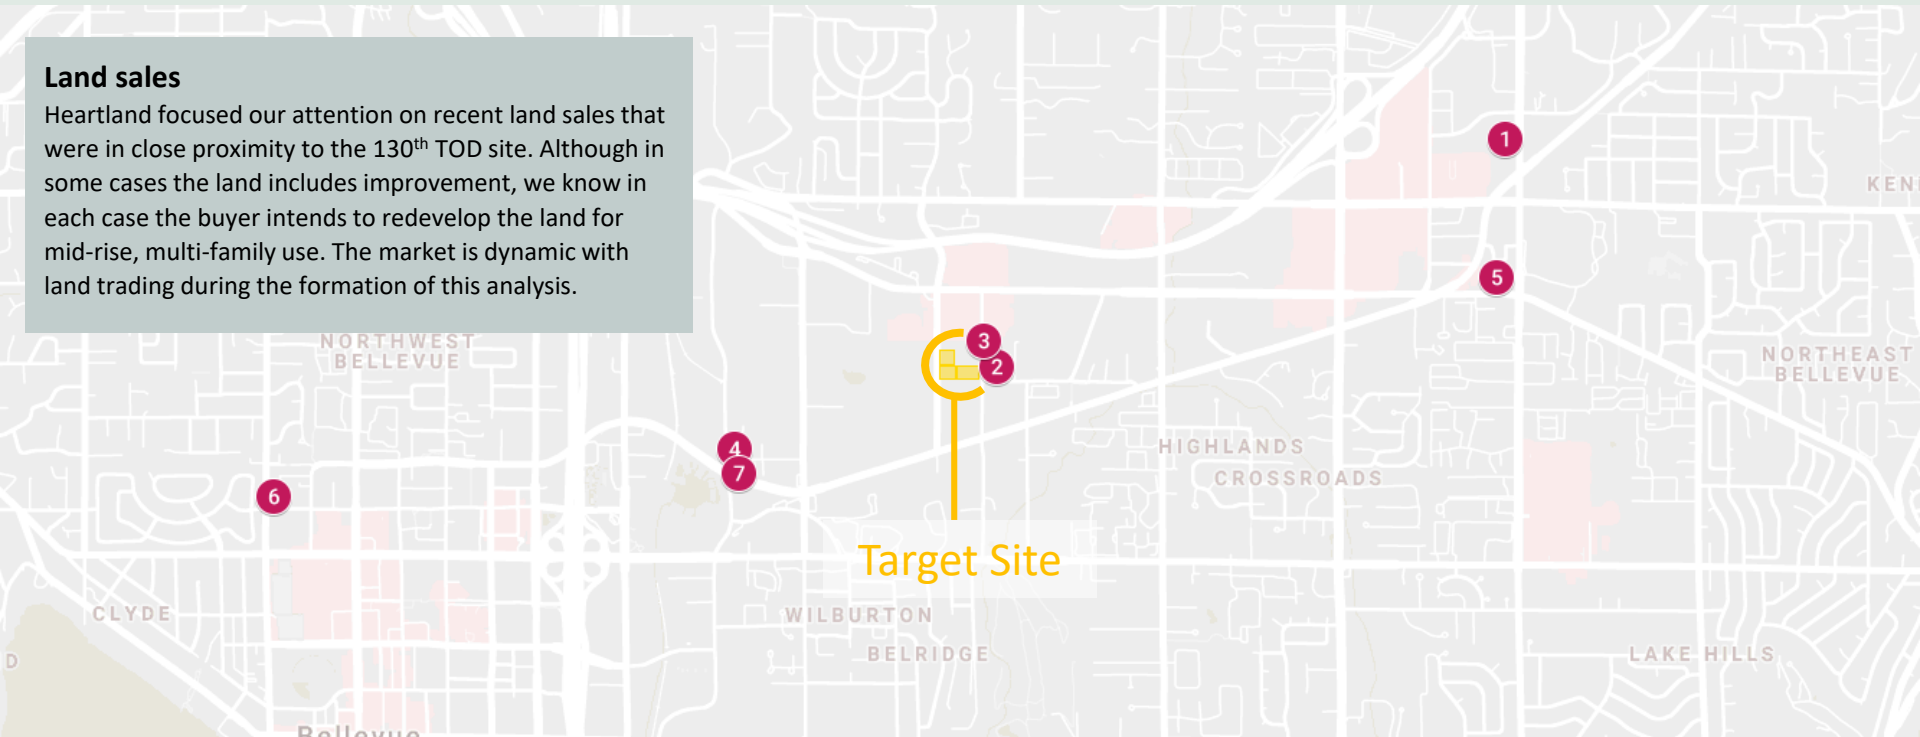 Land sales
Heartland focused our attention on recent land sales that
were in close proximity to the 130th TOD site. Although in
some cases the land includes improvement, we know in
each case the buyer intends to redevelop the land for
mid-rise, multi-family use. The market is dynamic with
land trading during the formation of this analysis.
1
KEN
5
NORTHWEST
BELLEVUE
3
2
NORTHEAST
BELLEVUE
4
7
HIGHLANDS
CROSSROADS
6
Target Site
CLYDE
WILBURTON
BELRIDGE
LAKE HILLS
D
Bellevue